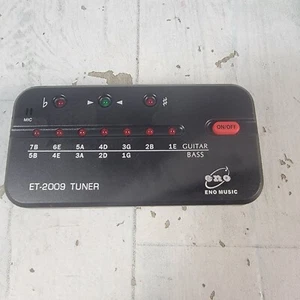 ♭ ▶ ◀ ♯
MIC
ON/OFF
7B 6E 5A 4D 3G 2B 1E GUITAR
5B 4E 3A 2D 1G BASS
eno
ET-2009 TUNER
ENO MUSIC